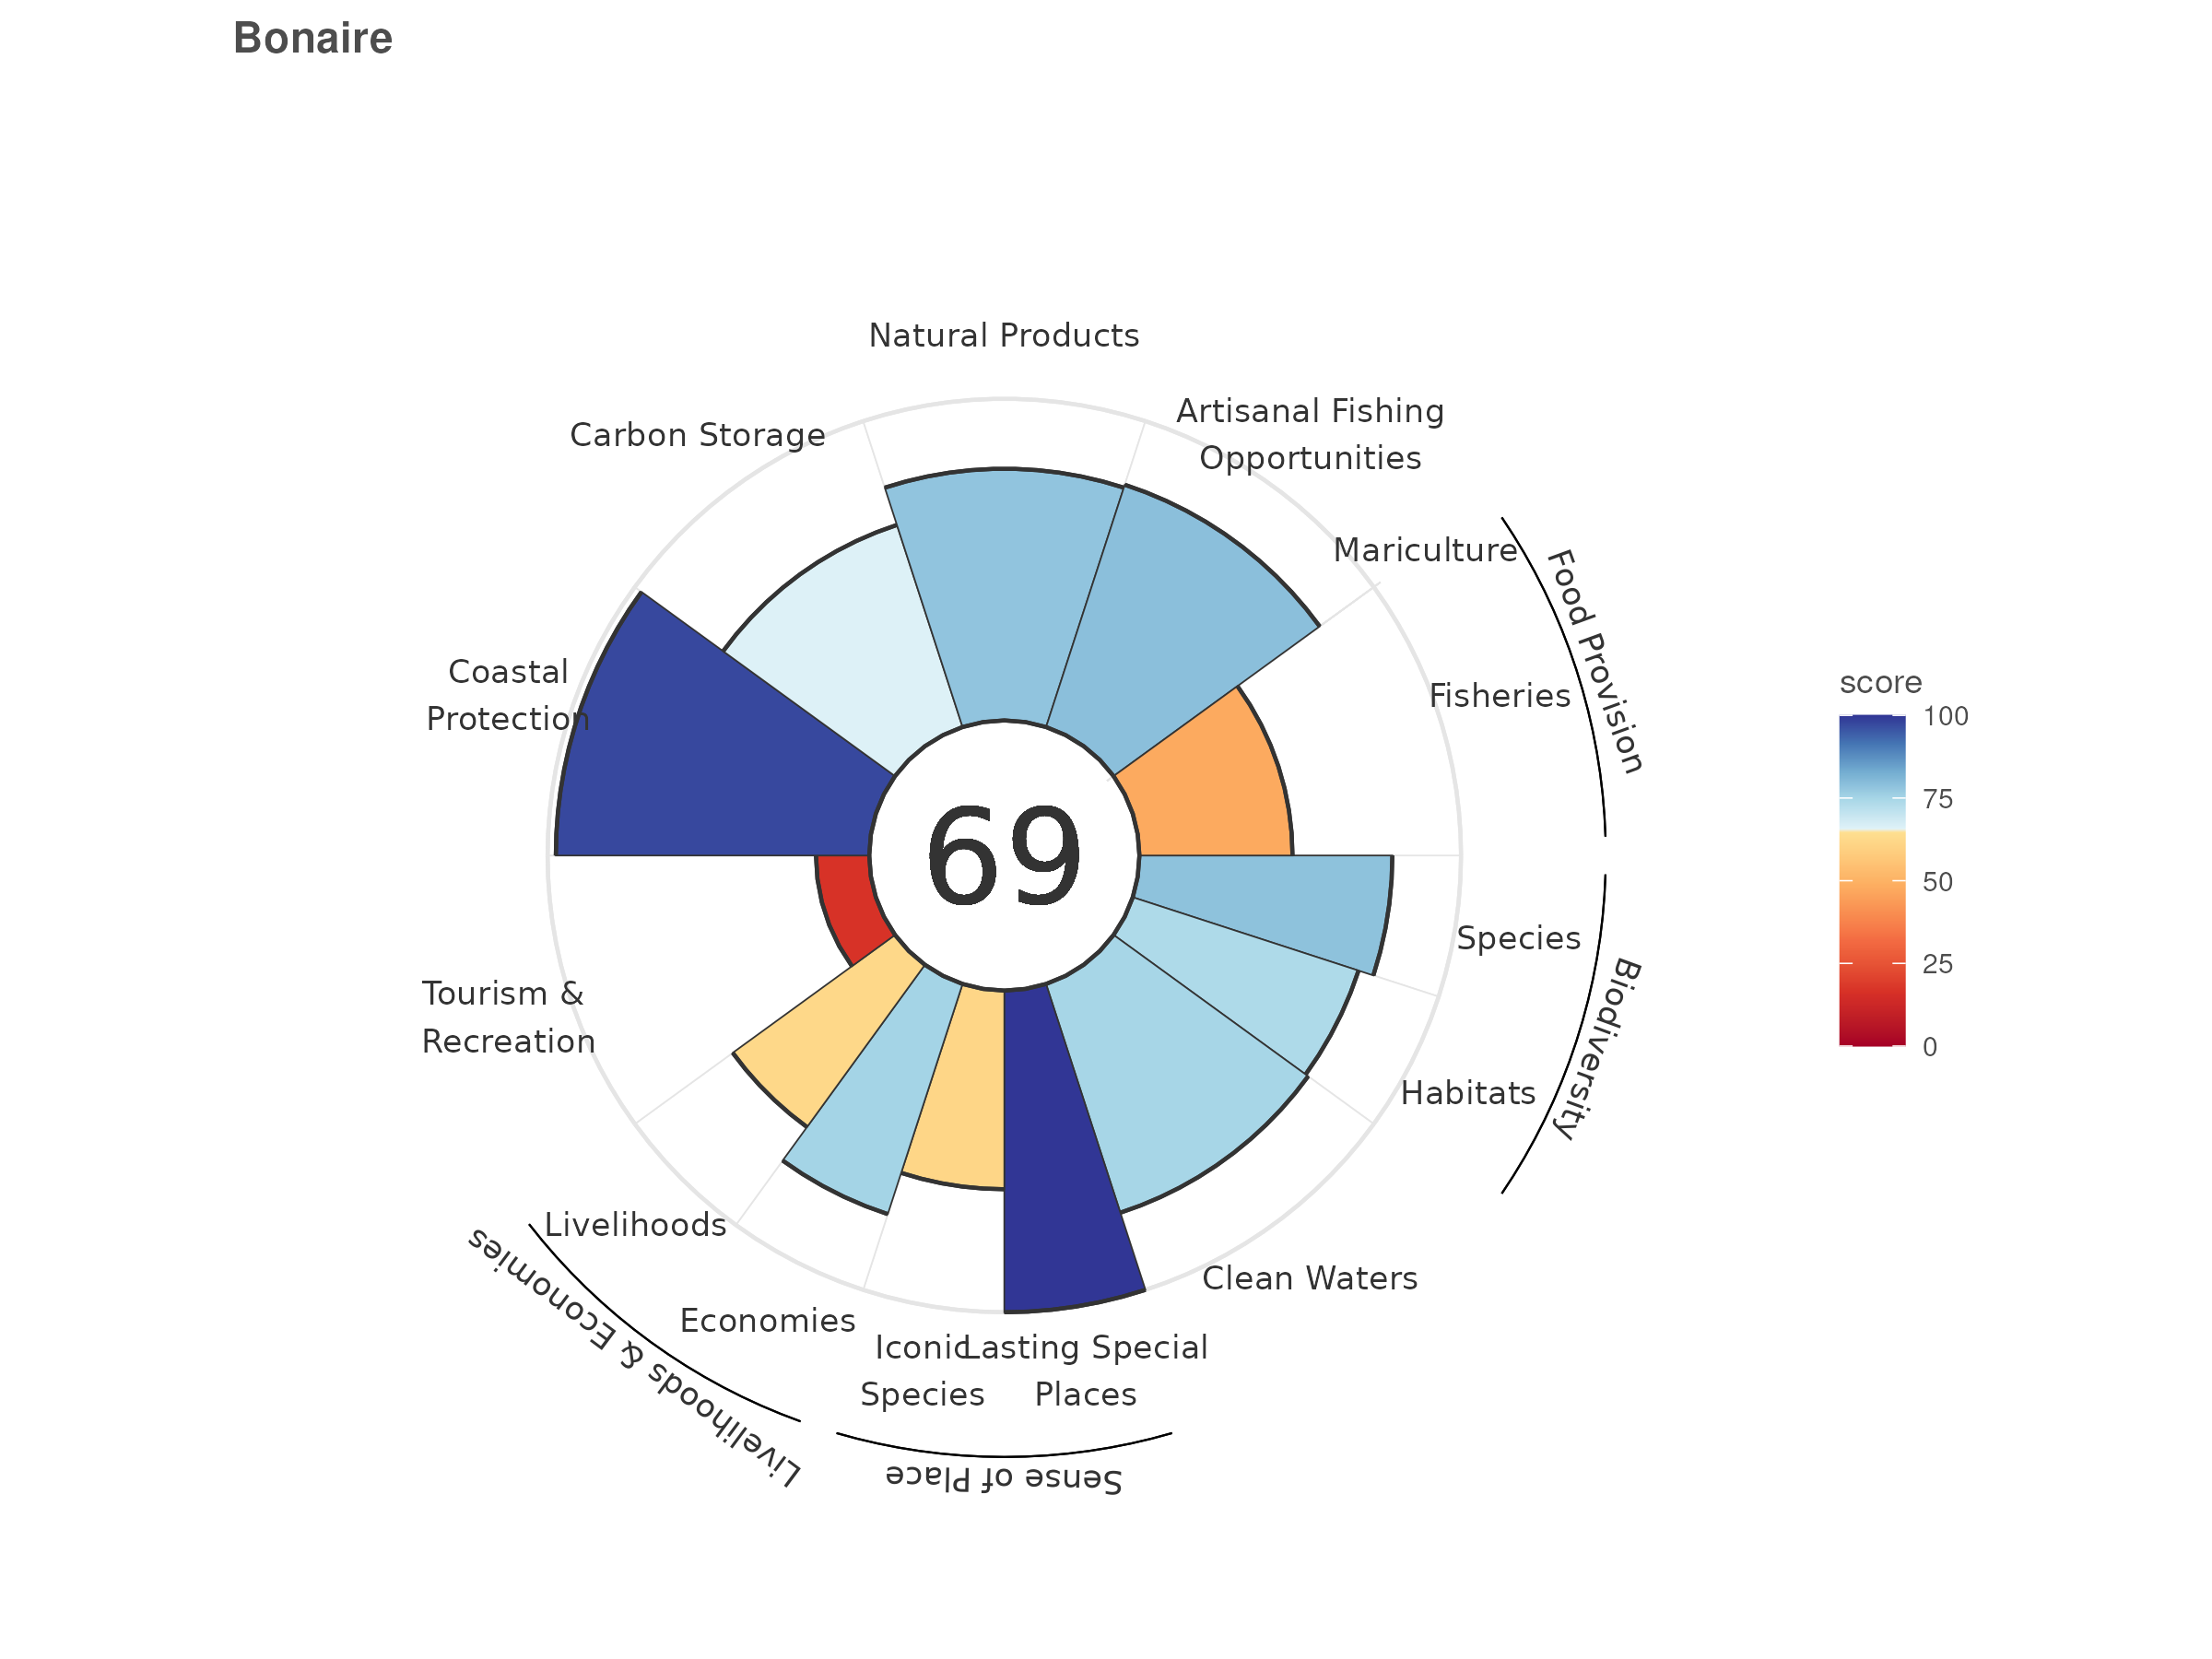 Bonaire
Natural Products
Artisanal Fishing
Opportunities
Carbon Storage
Mariculture
Food Provision
Fisheries
Coastal
Protection
score
100
75
50
25
0
69
Species
Biodiversity
Tourism &
Recreation
Habitats
Livelihoods
Clean Waters
Economies
Livelihoods & Economies
Iconic
Species
Lasting Special
Places
Sense of Place